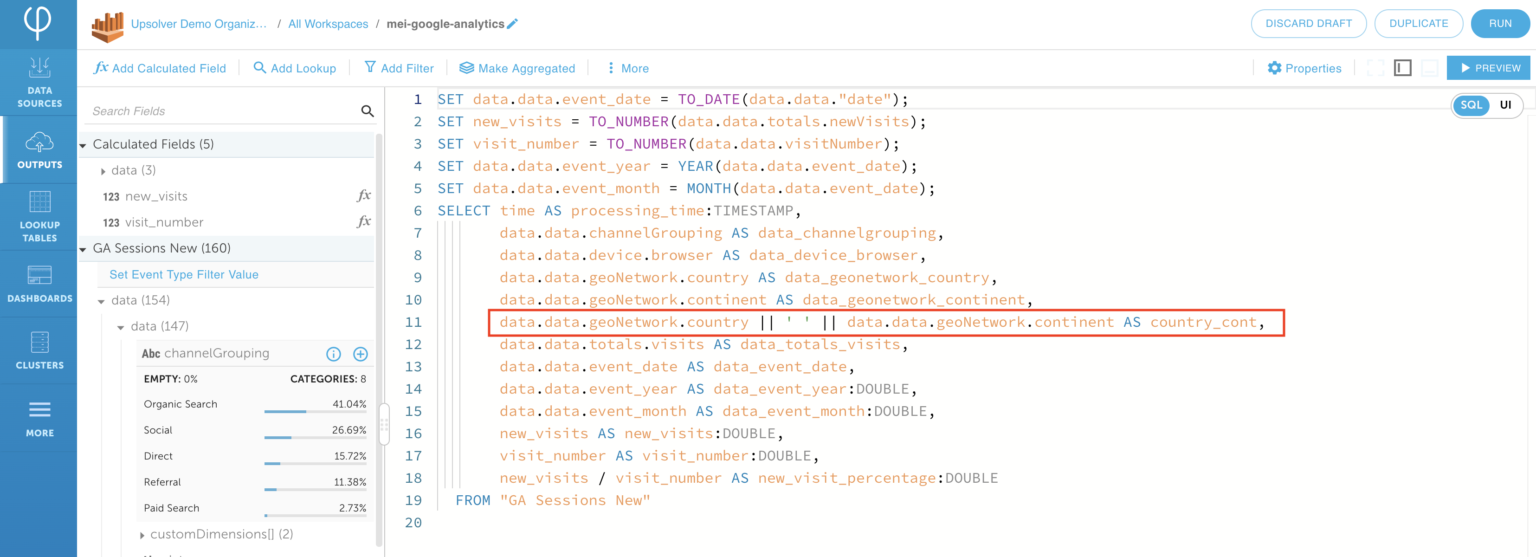 Upsolver Demo Organiz... / All Workspaces / mei-google-analytics
DISCARD DRAFT
DUPLICATE
RUN
fx Add Calculated Field
Add Lookup
Add Filter
Make Aggregated
More
Properties
PREVIEW
DATA
SOURCES
OUTPUTS
LOOKUP
TABLES
DASHBOARDS
CLUSTERS
MORE
Search Fields
Calculated Fields (5)
data (3)
123 new_visits fx
123 visit_number fx
GA Sessions New (160)
Set Event Type Filter Value
data (154)
data (147)
Abc channelGrouping
EMPTY: 0% CATEGORIES: 8
Organic Search 41.04%
Social 26.69%
Direct 15.72%
Referral 11.38%
Paid Search 2.73%
customDimensions[] (2)
SQL UI
1 SET data.data.event_date = TO_DATE(data.data."date");
2 SET new_visits = TO_NUMBER(data.data.totals.newVisits);
3 SET visit_number = TO_NUMBER(data.data.visitNumber);
4 SET data.data.event_year = YEAR(data.data.event_date);
5 SET data.data.event_month = MONTH(data.data.event_date);
6 SELECT time AS processing_time:TIMESTAMP,
7 data.data.channelGrouping AS data_channelgrouping,
8 data.data.device.browser AS data_device_browser,
9 data.data.geoNetwork.country AS data_geonetwork_country,
10 data.data.geoNetwork.continent AS data_geonetwork_continent,
11 data.data.geoNetwork.country || ' ' || data.data.geoNetwork.continent AS country_cont,
12 data.data.totals.visits AS data_totals_visits,
13 data.data.event_date AS data_event_date,
14 data.data.event_year AS data_event_year:DOUBLE,
15 data.data.event_month AS data_event_month:DOUBLE,
16 new_visits AS new_visits:DOUBLE,
17 visit_number AS visit_number:DOUBLE,
18 new_visits / visit_number AS new_visit_percentage:DOUBLE
19 FROM "GA Sessions New"
20